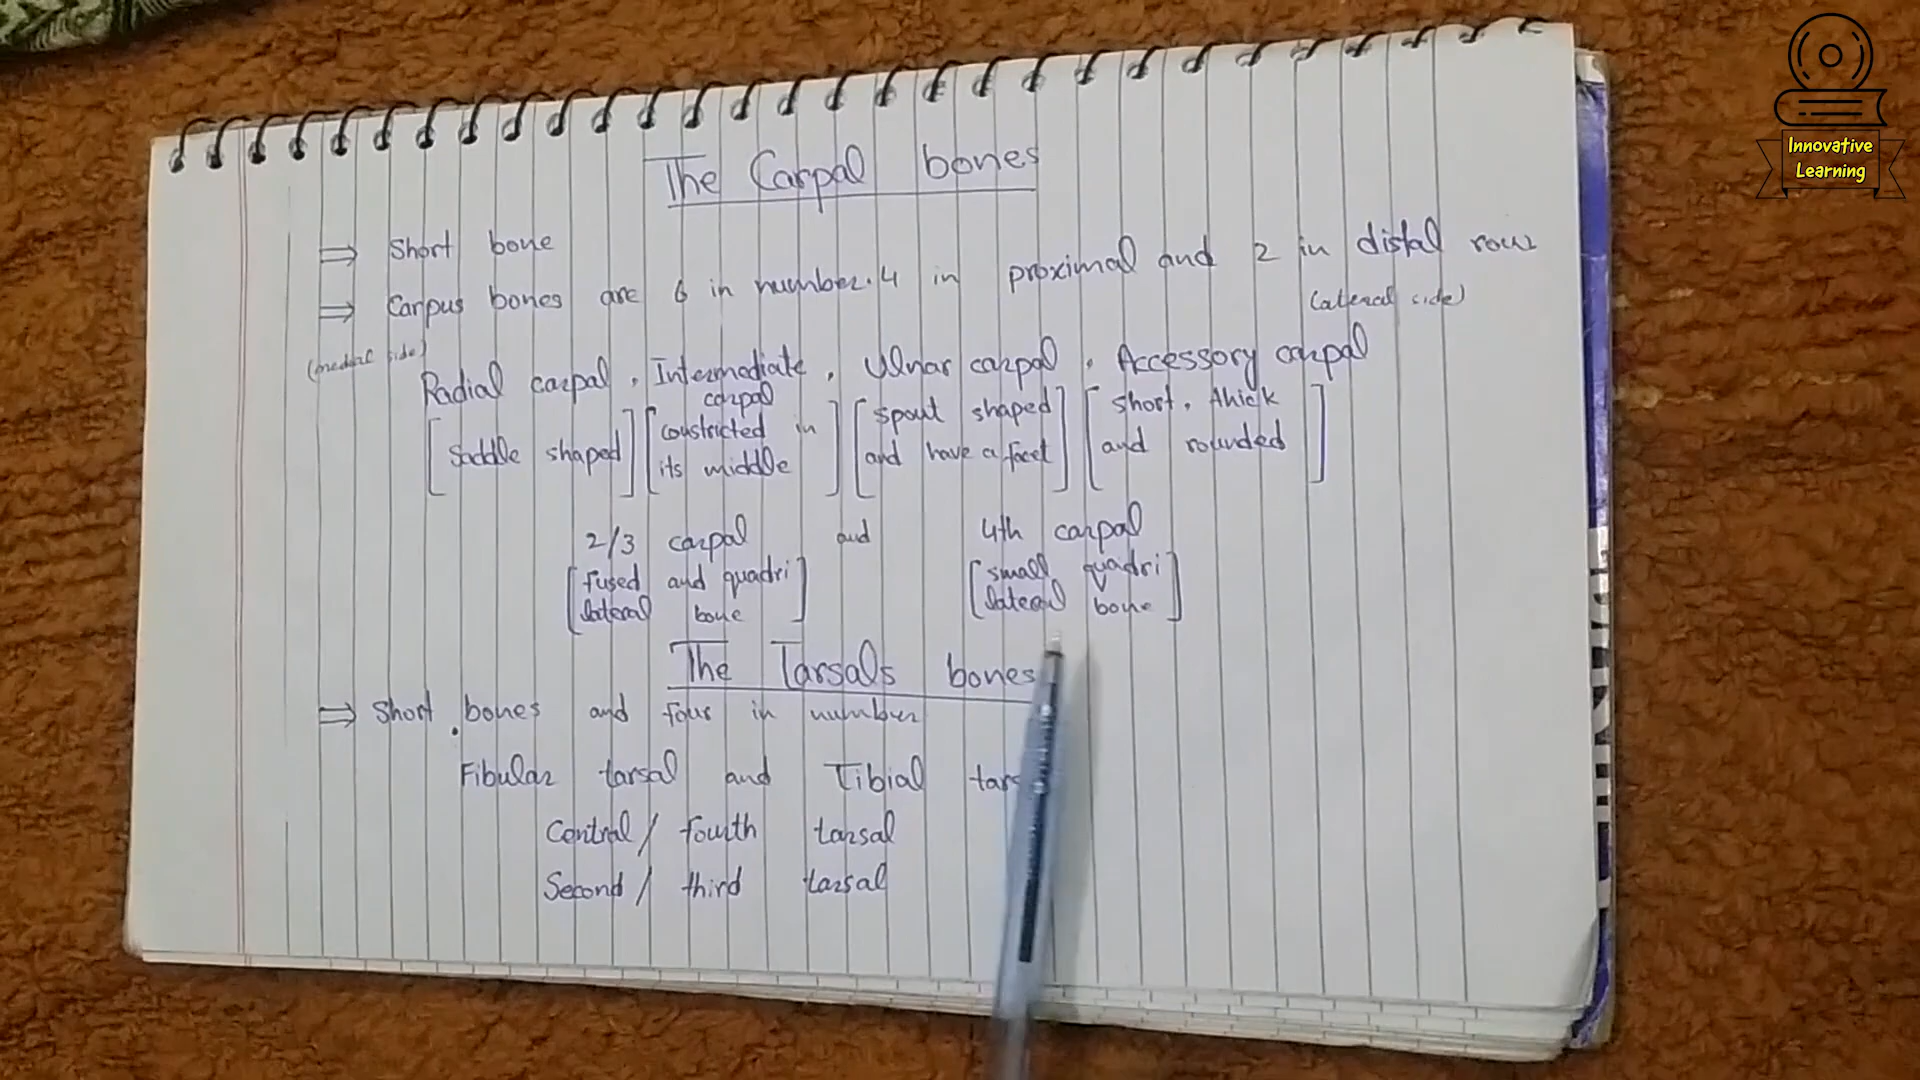 The Carpal bones
⇒ Short bone
⇒ Carpus bones are 6 in number. 4 in proximal and 2 in distal row
(medial side)
(lateral side)
Radial carpal, Intermediate carpal, Ulnar carpal, Accessory carpal
[Saddle shaped] [constricted in its middle] [spout shaped and have a facet] [short, thick and rounded]
2/3 carpal and 4th carpal
[fused and quadri lateral bone] [small quadri lateral bone]
The Tarsals bones
⇒ Short bones and four in number
Fibular tarsal and Tibial tars
Central / fourth tarsal
Second / third tarsal
Innovative
Learning